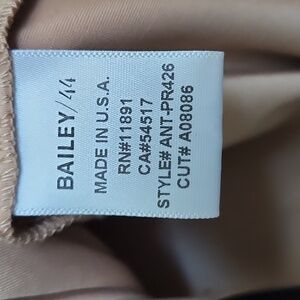 BAILEY/44
MADE IN U.S.A.
RN#11891
CA#54517
STYLE# ANT-PR426
CUT# A08086